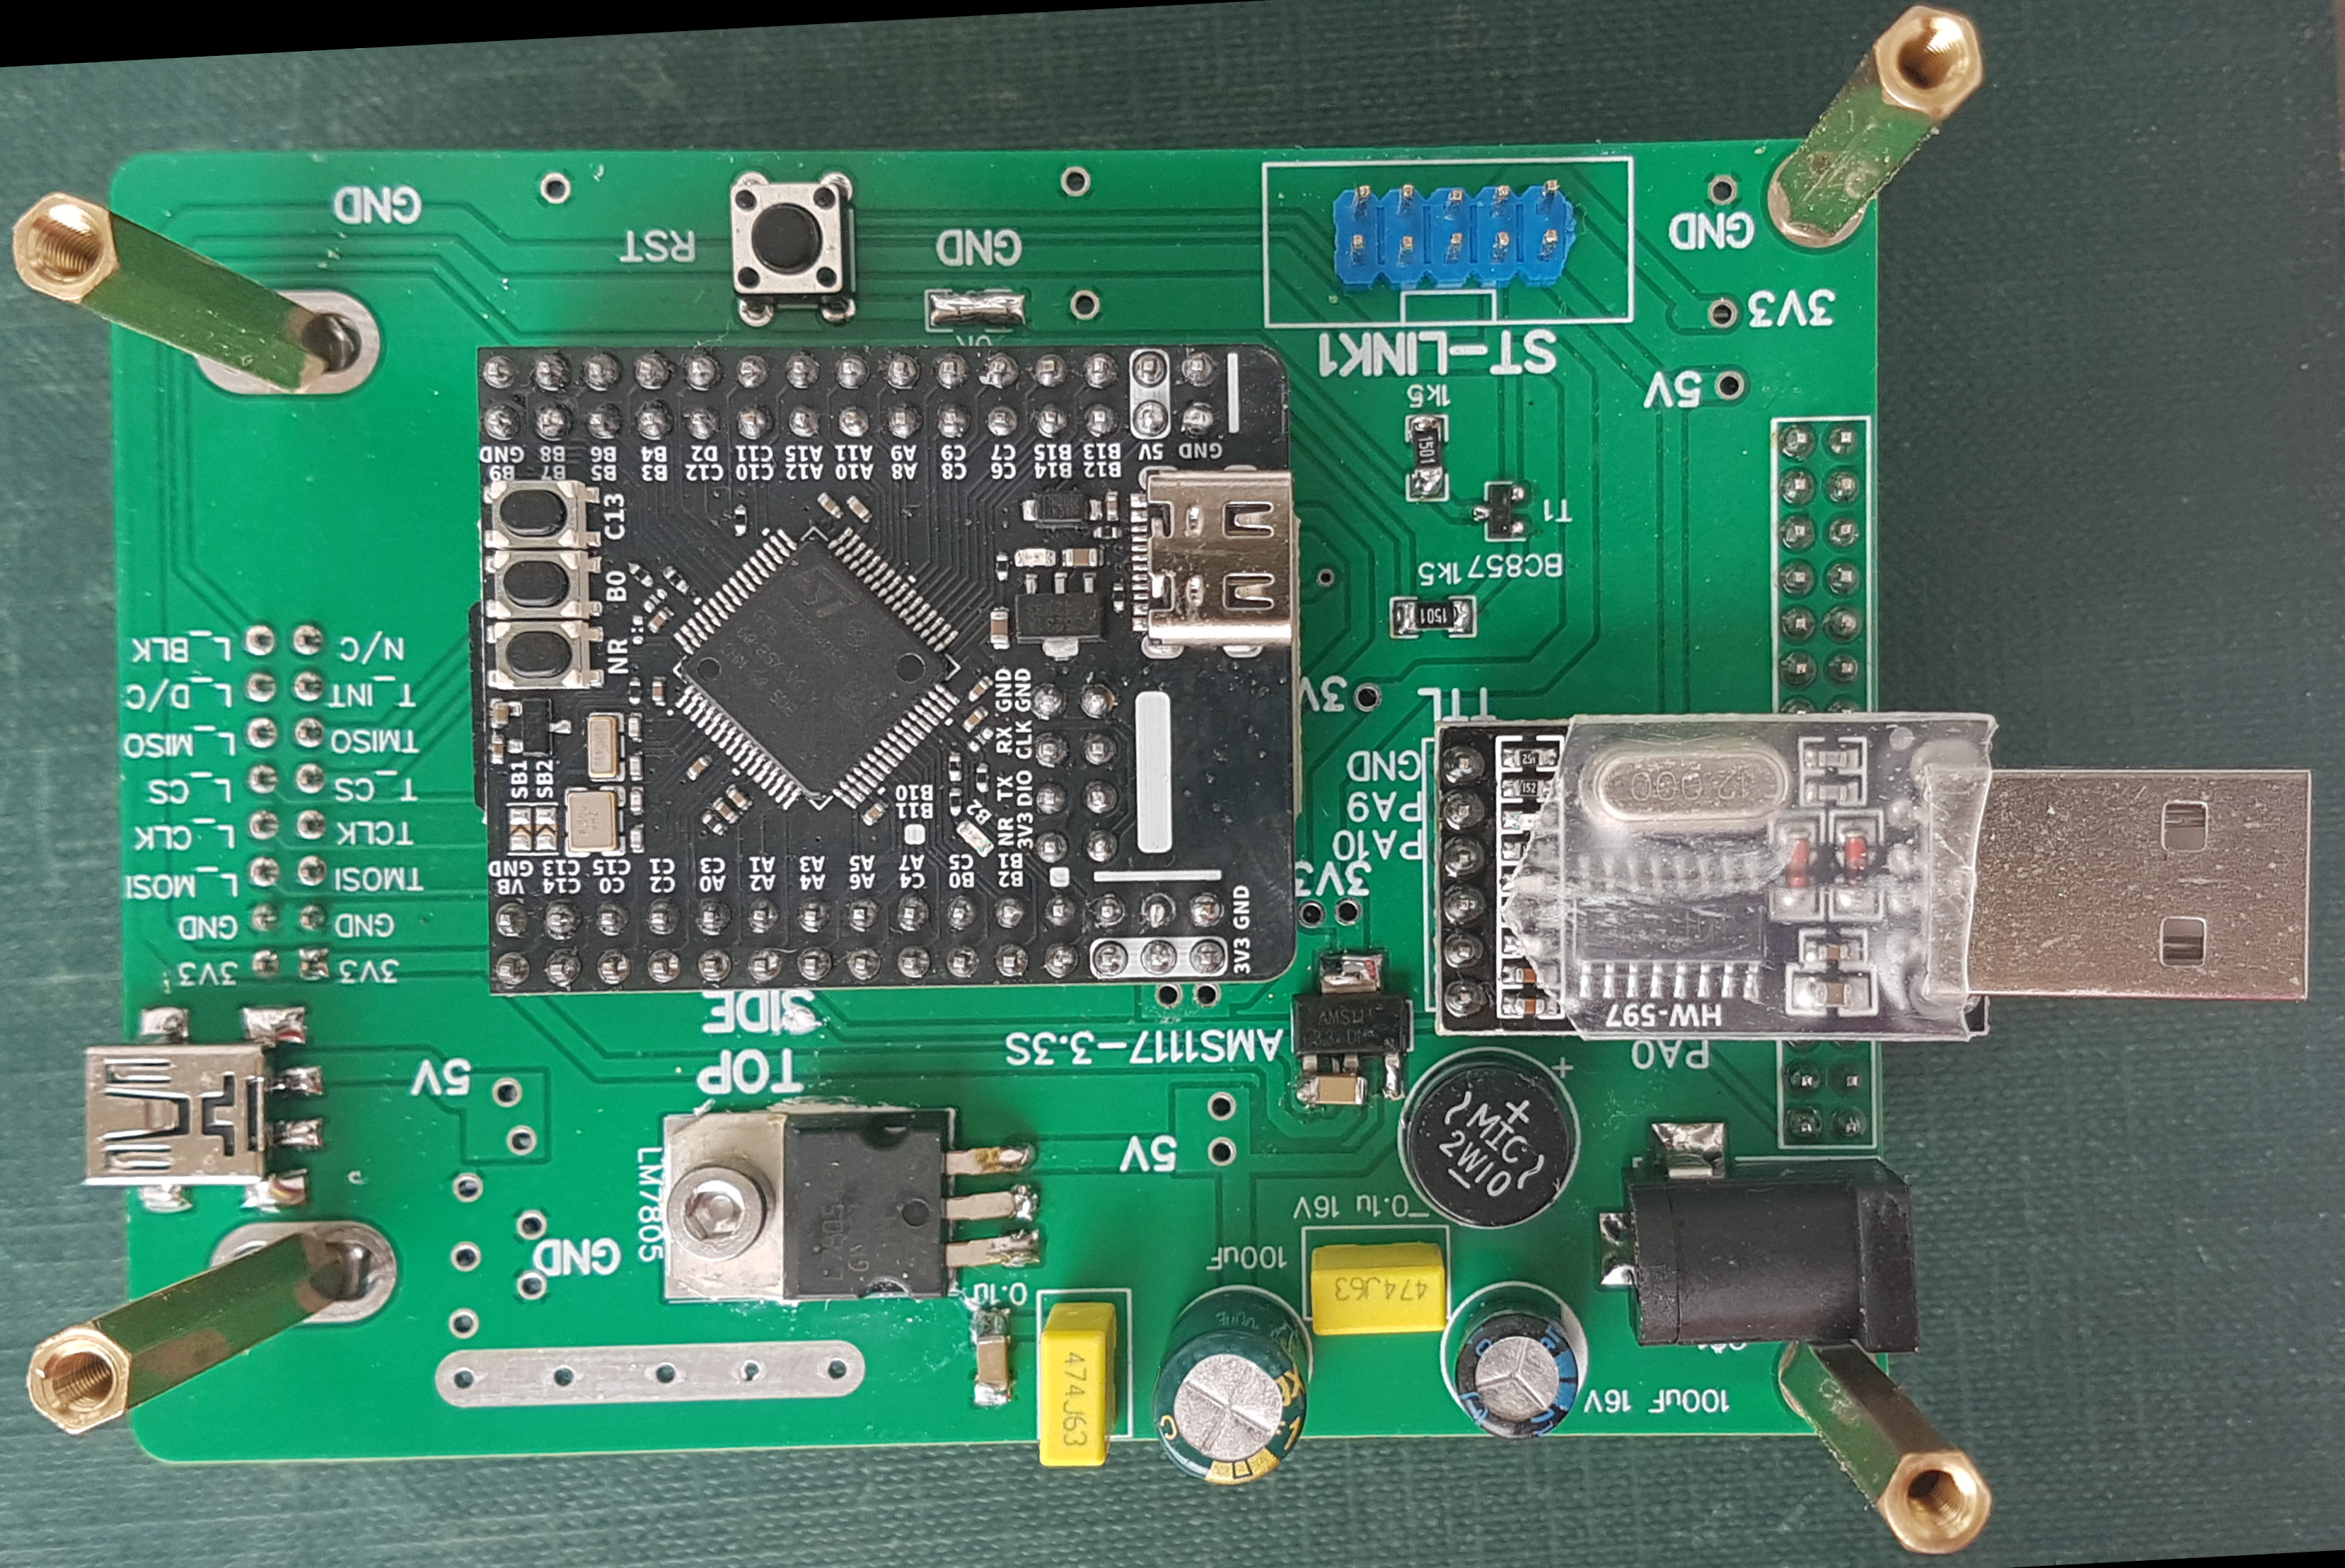 GND
RST
GND
GND
3V3
5V
ST-LINK1
1k5
1501
T1
BC857
1k5
1501
GND B8 B6 B4 D2 C11 A15 A11 A9 C9 C7 B15 B13 5V GND
B9 B7 B5 B3 C12 C10 A12 A10 A8 C8 C6 B14 B12
C13
B0
NR
SB1
SB2
GND C13 C15 C1 C3 A1 A3 A5 A7 C5 B1
VB C14 C0 C2 A0 A2 A4 A6 C4 B0 B2
B10
B11
NR TX RX GND
3V3 DIO CLK GND
3V3 GND
L_BLK N/C
L_D/C T_INT
L_MISO TMISO
L_CS T_CS
L_CLK TCLK
L_MOSI TMOSI
GND GND
3V3 3V3
TTL
GND
PA9
PA10
3V3
HW-597
PA0
TOP
SIDE
AMS1117-3.3S
5V
5V
LM7805
GND
0.1u
474J63
100uF
0.1u 16V
474J63
100uF 16V
+
MIC
2W10